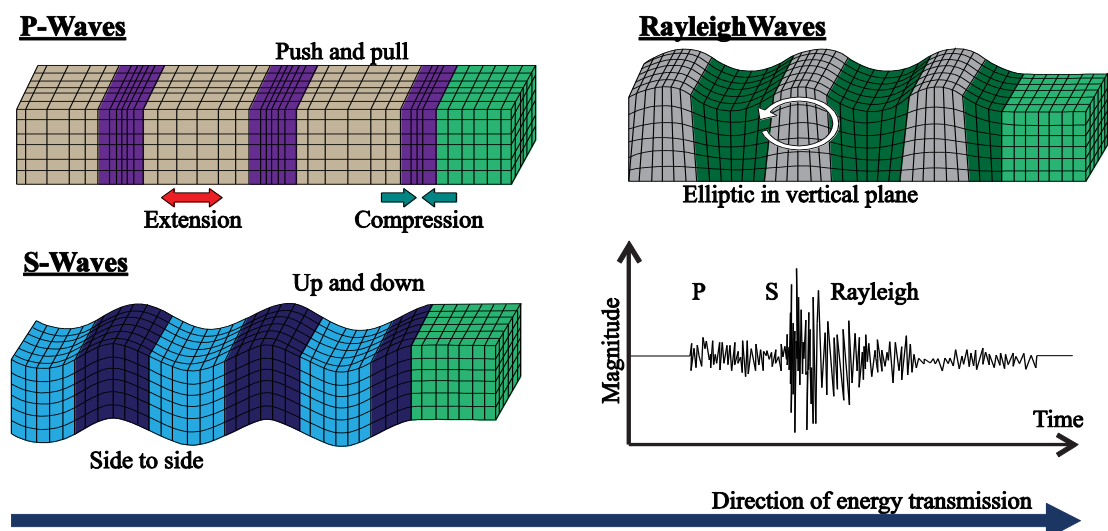 P-Waves
Push and pull
Extension
Compression
S-Waves
Up and down
Side to side
RayleighWaves
Elliptic in vertical plane
P S Rayleigh
Magnitude
Time
Direction of energy transmission